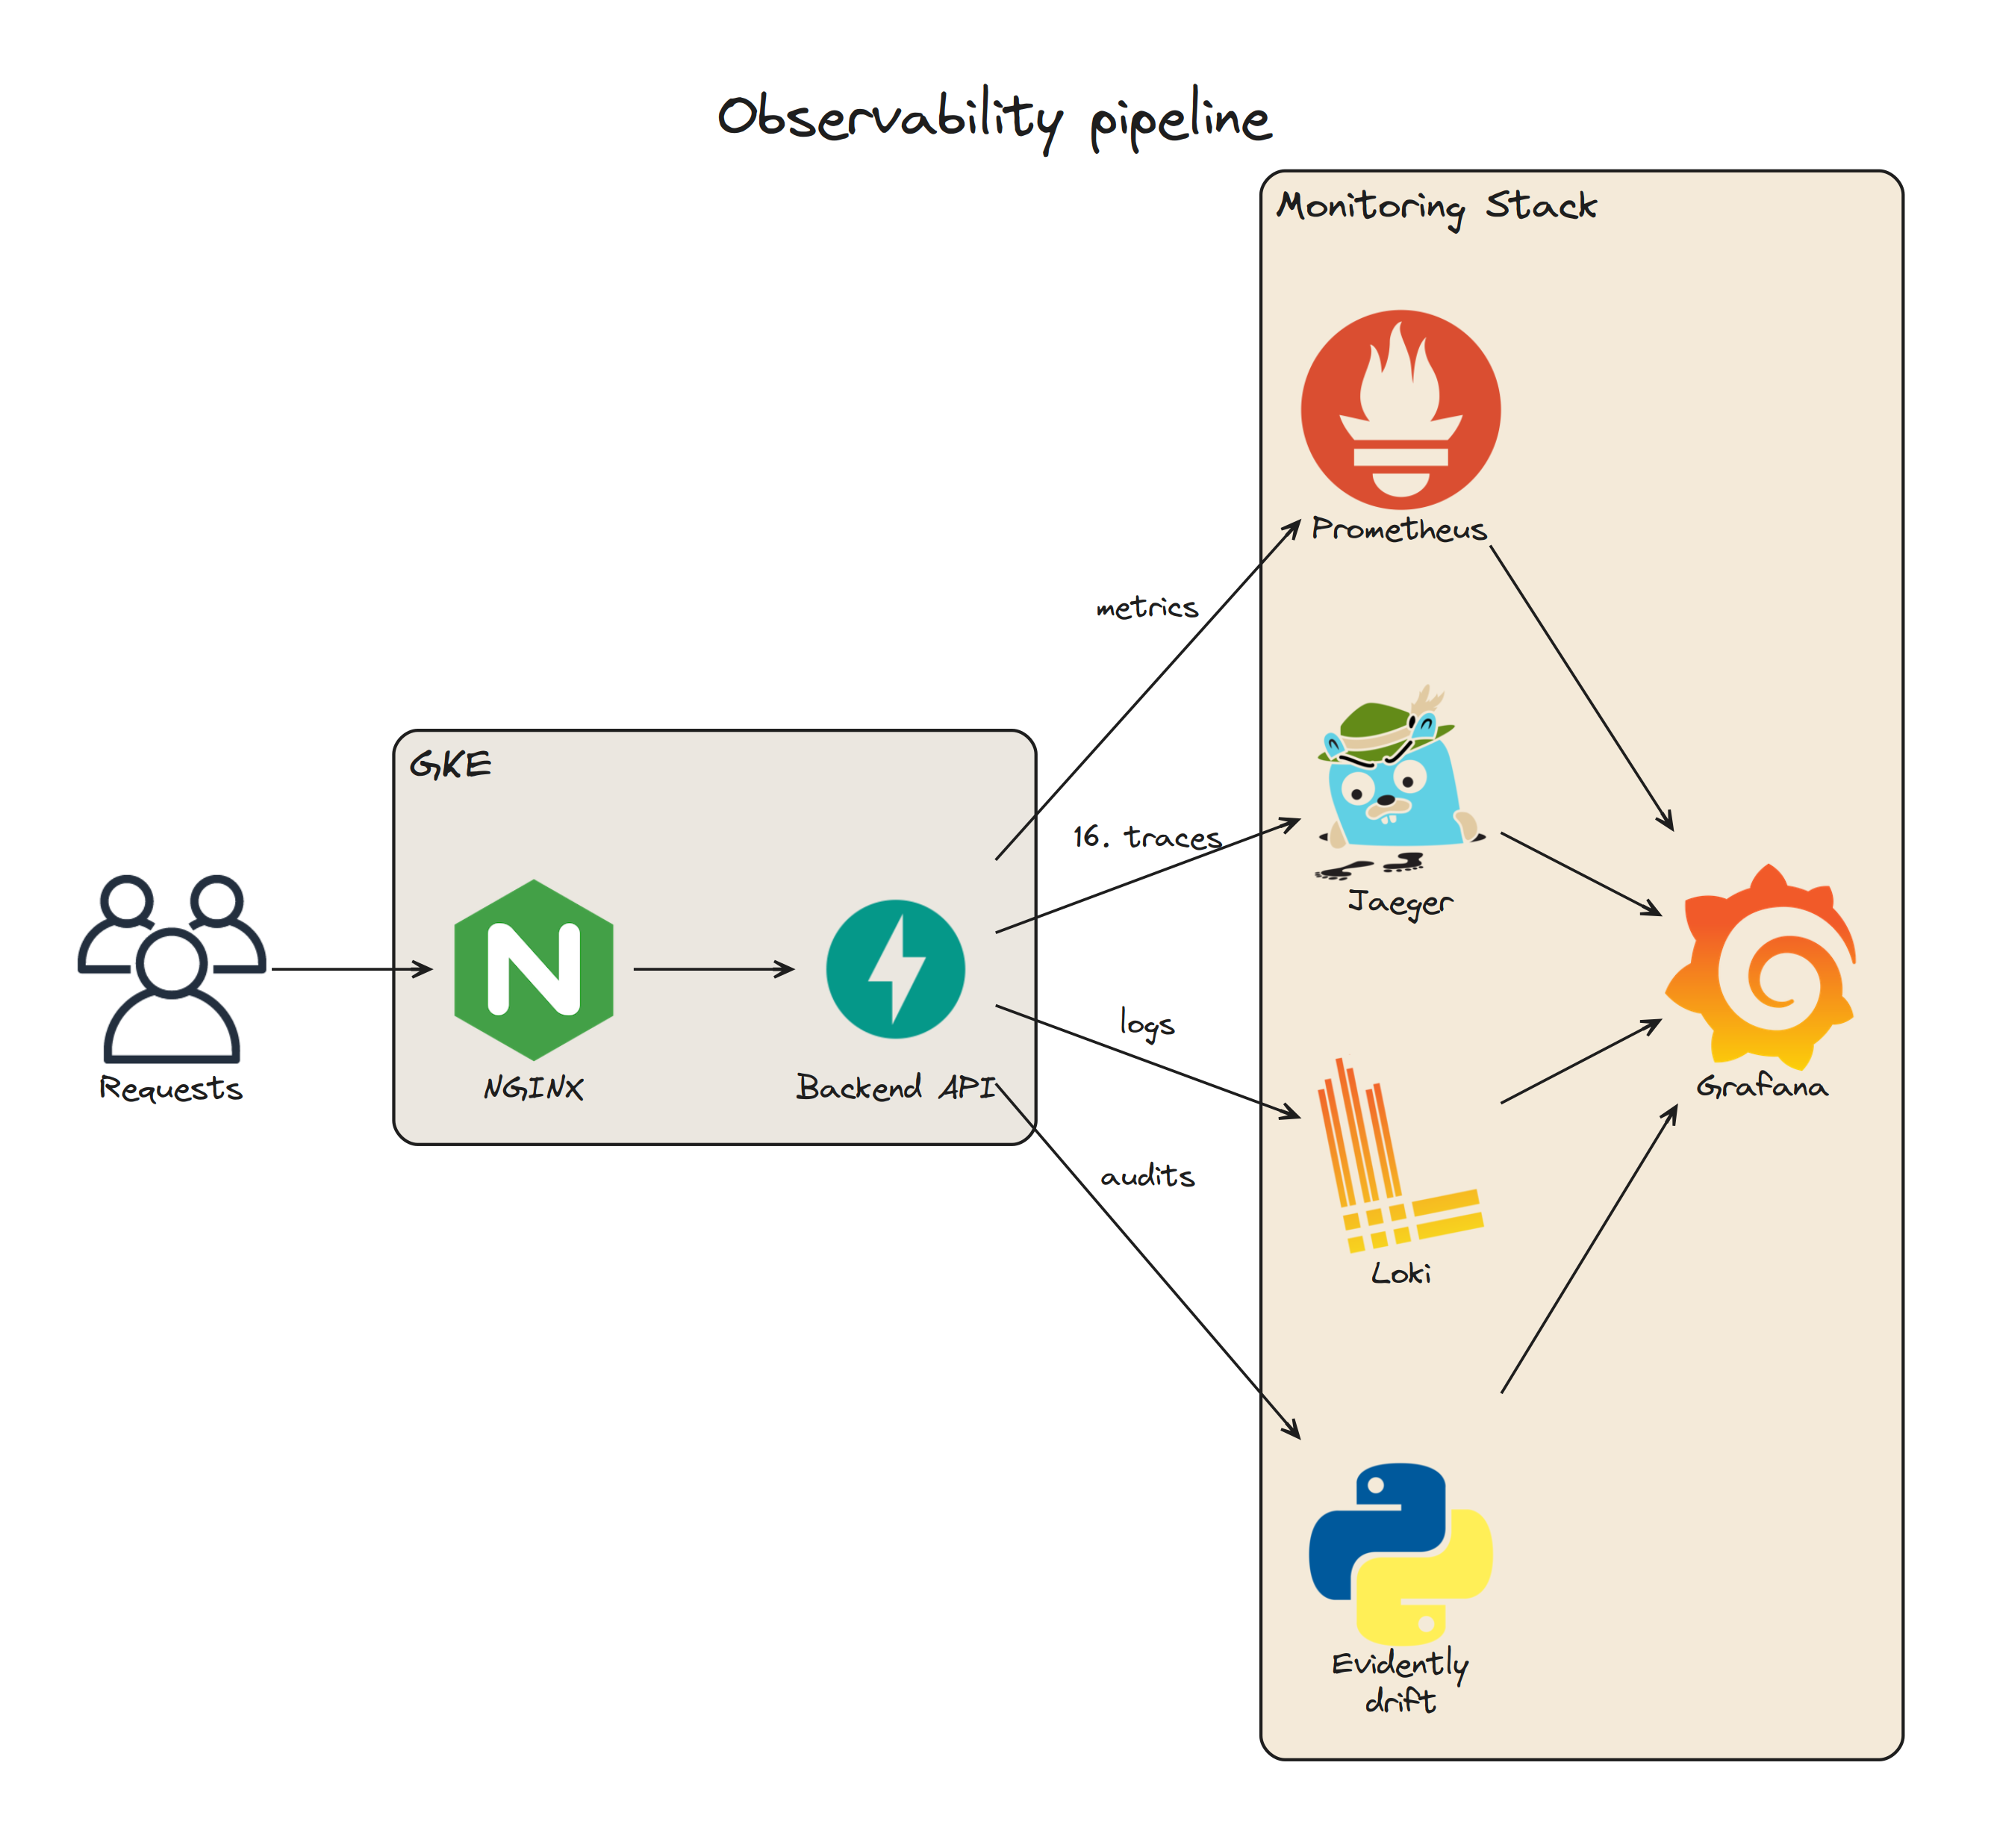 Observability pipeline
Monitoring Stack
Prometheus
metrics
GKE
16. traces
Jaeger
logs
Requests
NGINX
Backend API
Grafana
audits
Loki
Evidently
drift